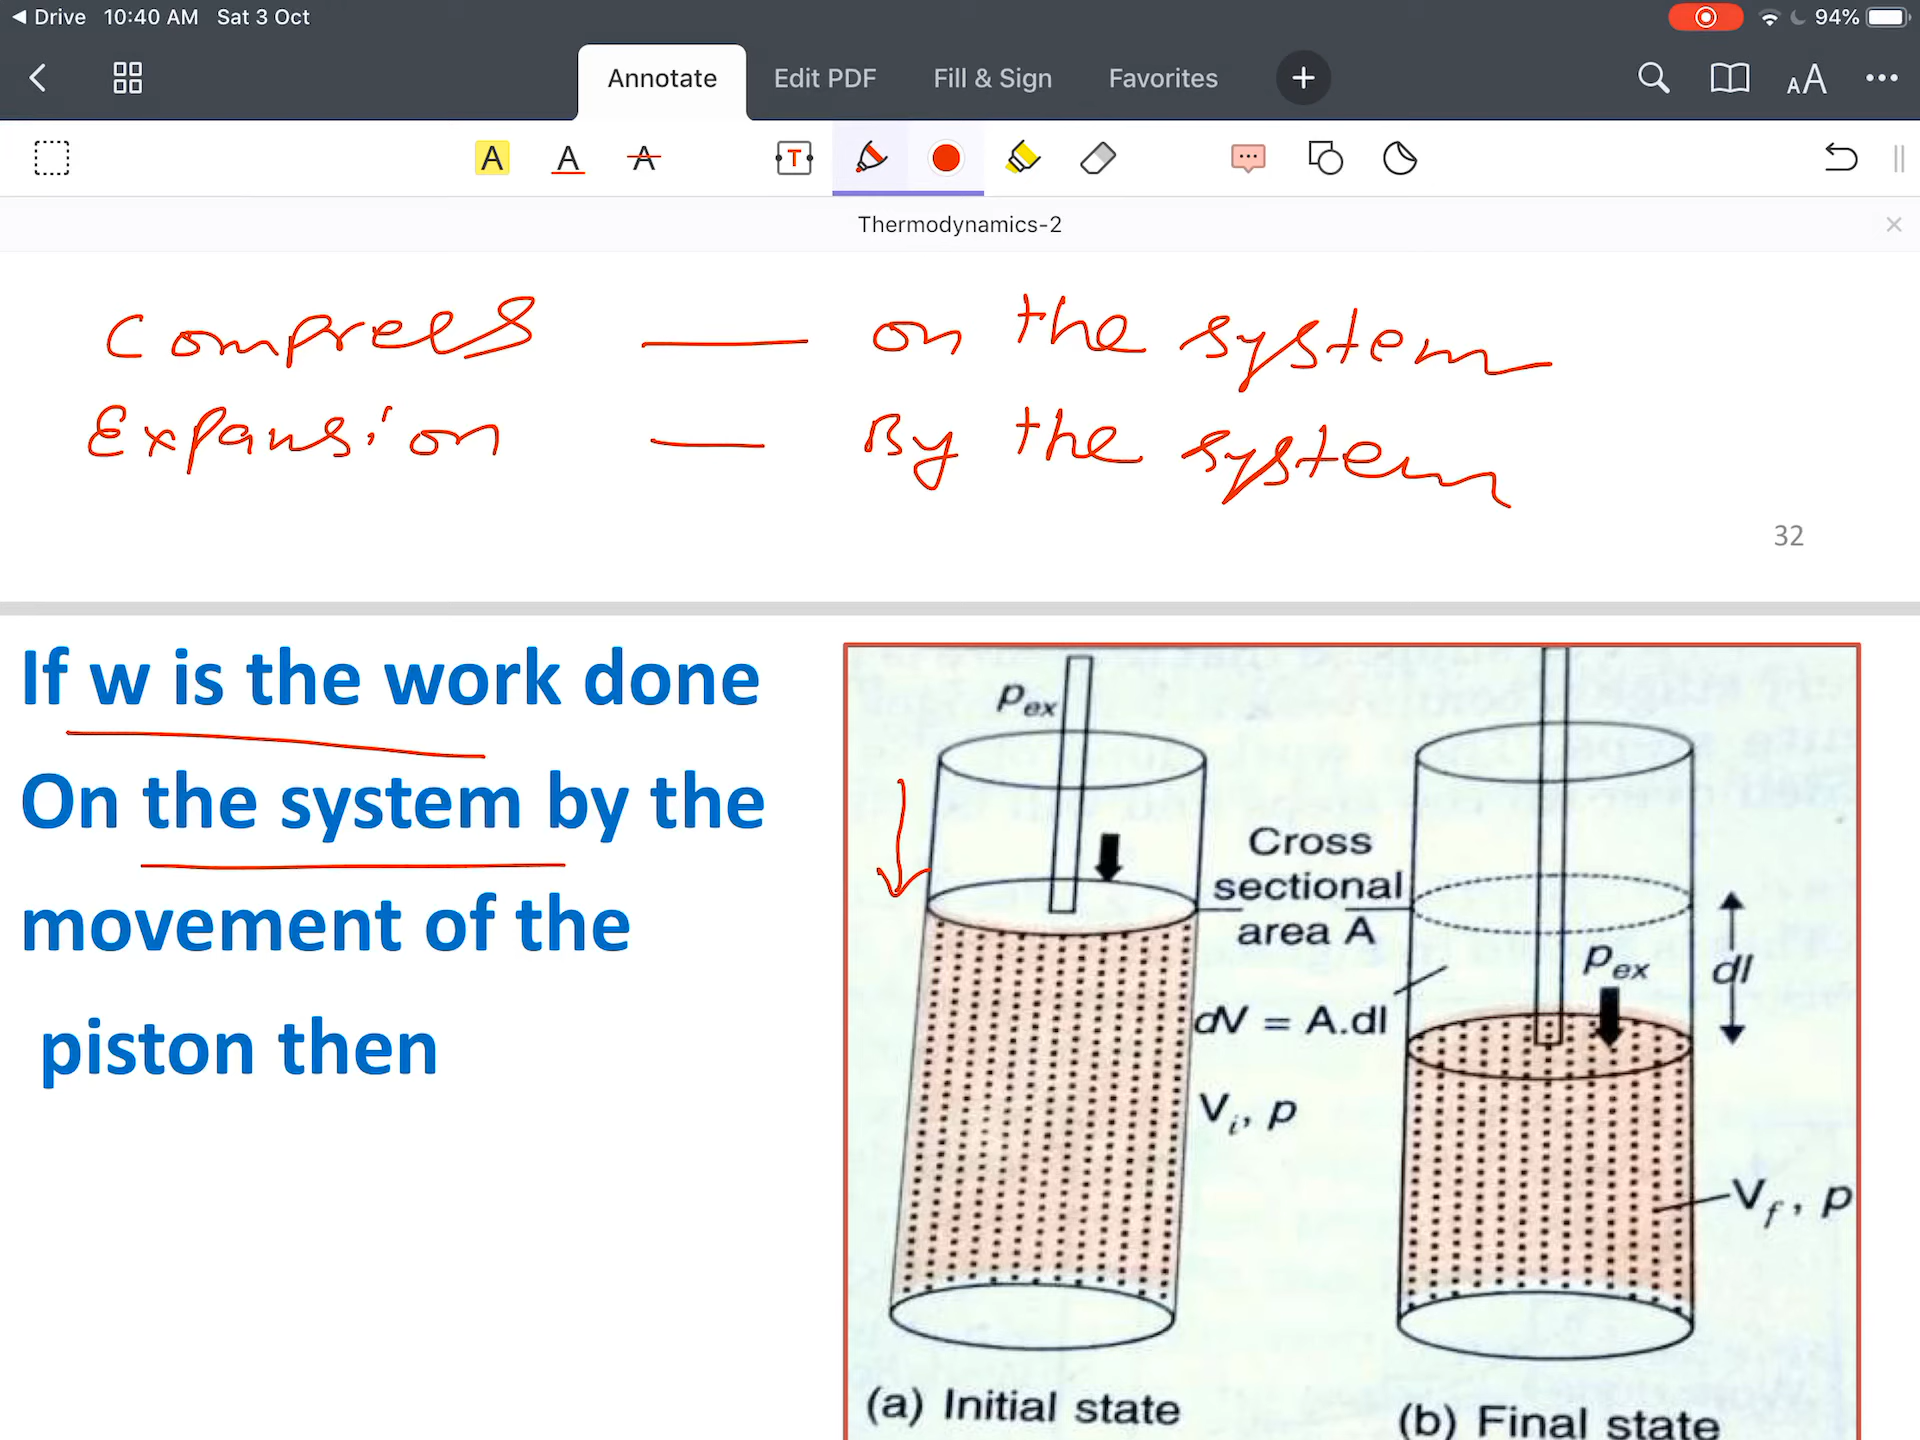 Drive 10:40 AM Sat 3 Oct 94%
Annotate Edit PDF Fill & Sign Favorites
A A A T AA
Thermodynamics-2
Compress — on the system
Expansion — By the system
32
If w is the work done
On the system by the
movement of the
piston then
Pex
Cross
sectional
area A
Pex
dl
dV = A.dl
Vi, p
Vf, p
(a) Initial state
(b) Final state